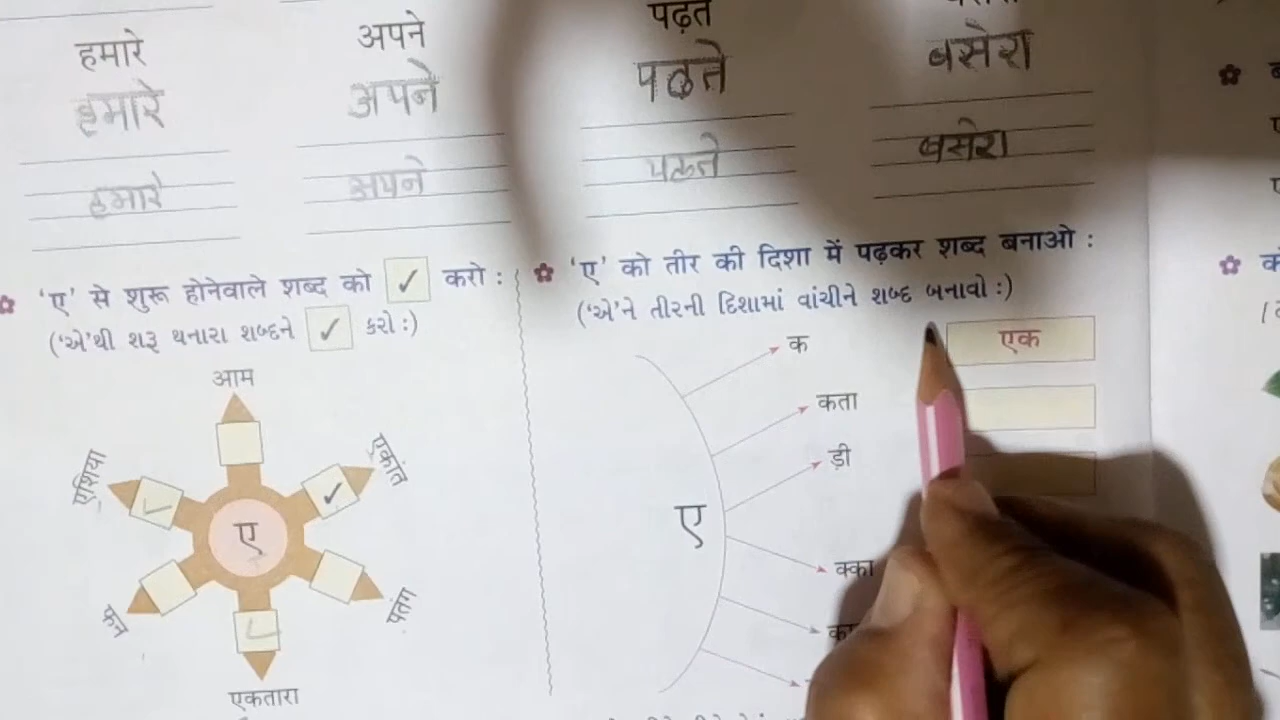 हमारे
अपने
पढ़ते
हमारे
अपने
पढते
बसेरा
हमारे
अपने
पढते
बसेरा
'ए' से शुरू होनेवाले शब्द को ✓ करो :
('એ'થી શરૂ થનારા શબ્દને ✓ કરો :)
आम
एकांत
एशिया
ए
पतंग
एकतारा
'ए' को तीर की दिशा में पढ़कर शब्द बनाओ :
('એ'ને તીરની દિશામાં વાંચીને શબ્દ બનાવો :)
क
एक
कता
ड़ी
ए
क्का